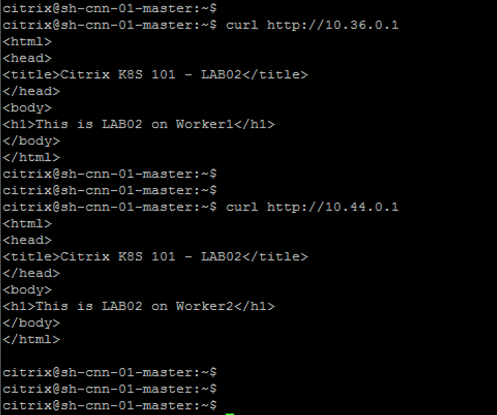 citrix@sh-cnn-01-master:~$
citrix@sh-cnn-01-master:~$ curl http://10.36.0.1
<html>
<head>
<title>Citrix K8S 101 - LAB02</title>
</head>
<body>
<h1>This is LAB02 on Worker1</h1>
</body>
</html>
citrix@sh-cnn-01-master:~$
citrix@sh-cnn-01-master:~$
citrix@sh-cnn-01-master:~$ curl http://10.44.0.1
<html>
<head>
<title>Citrix K8S 101 - LAB02</title>
</head>
<body>
<h1>This is LAB02 on Worker2</h1>
</body>
</html>

citrix@sh-cnn-01-master:~$
citrix@sh-cnn-01-master:~$
citrix@sh-cnn-01-master:~$